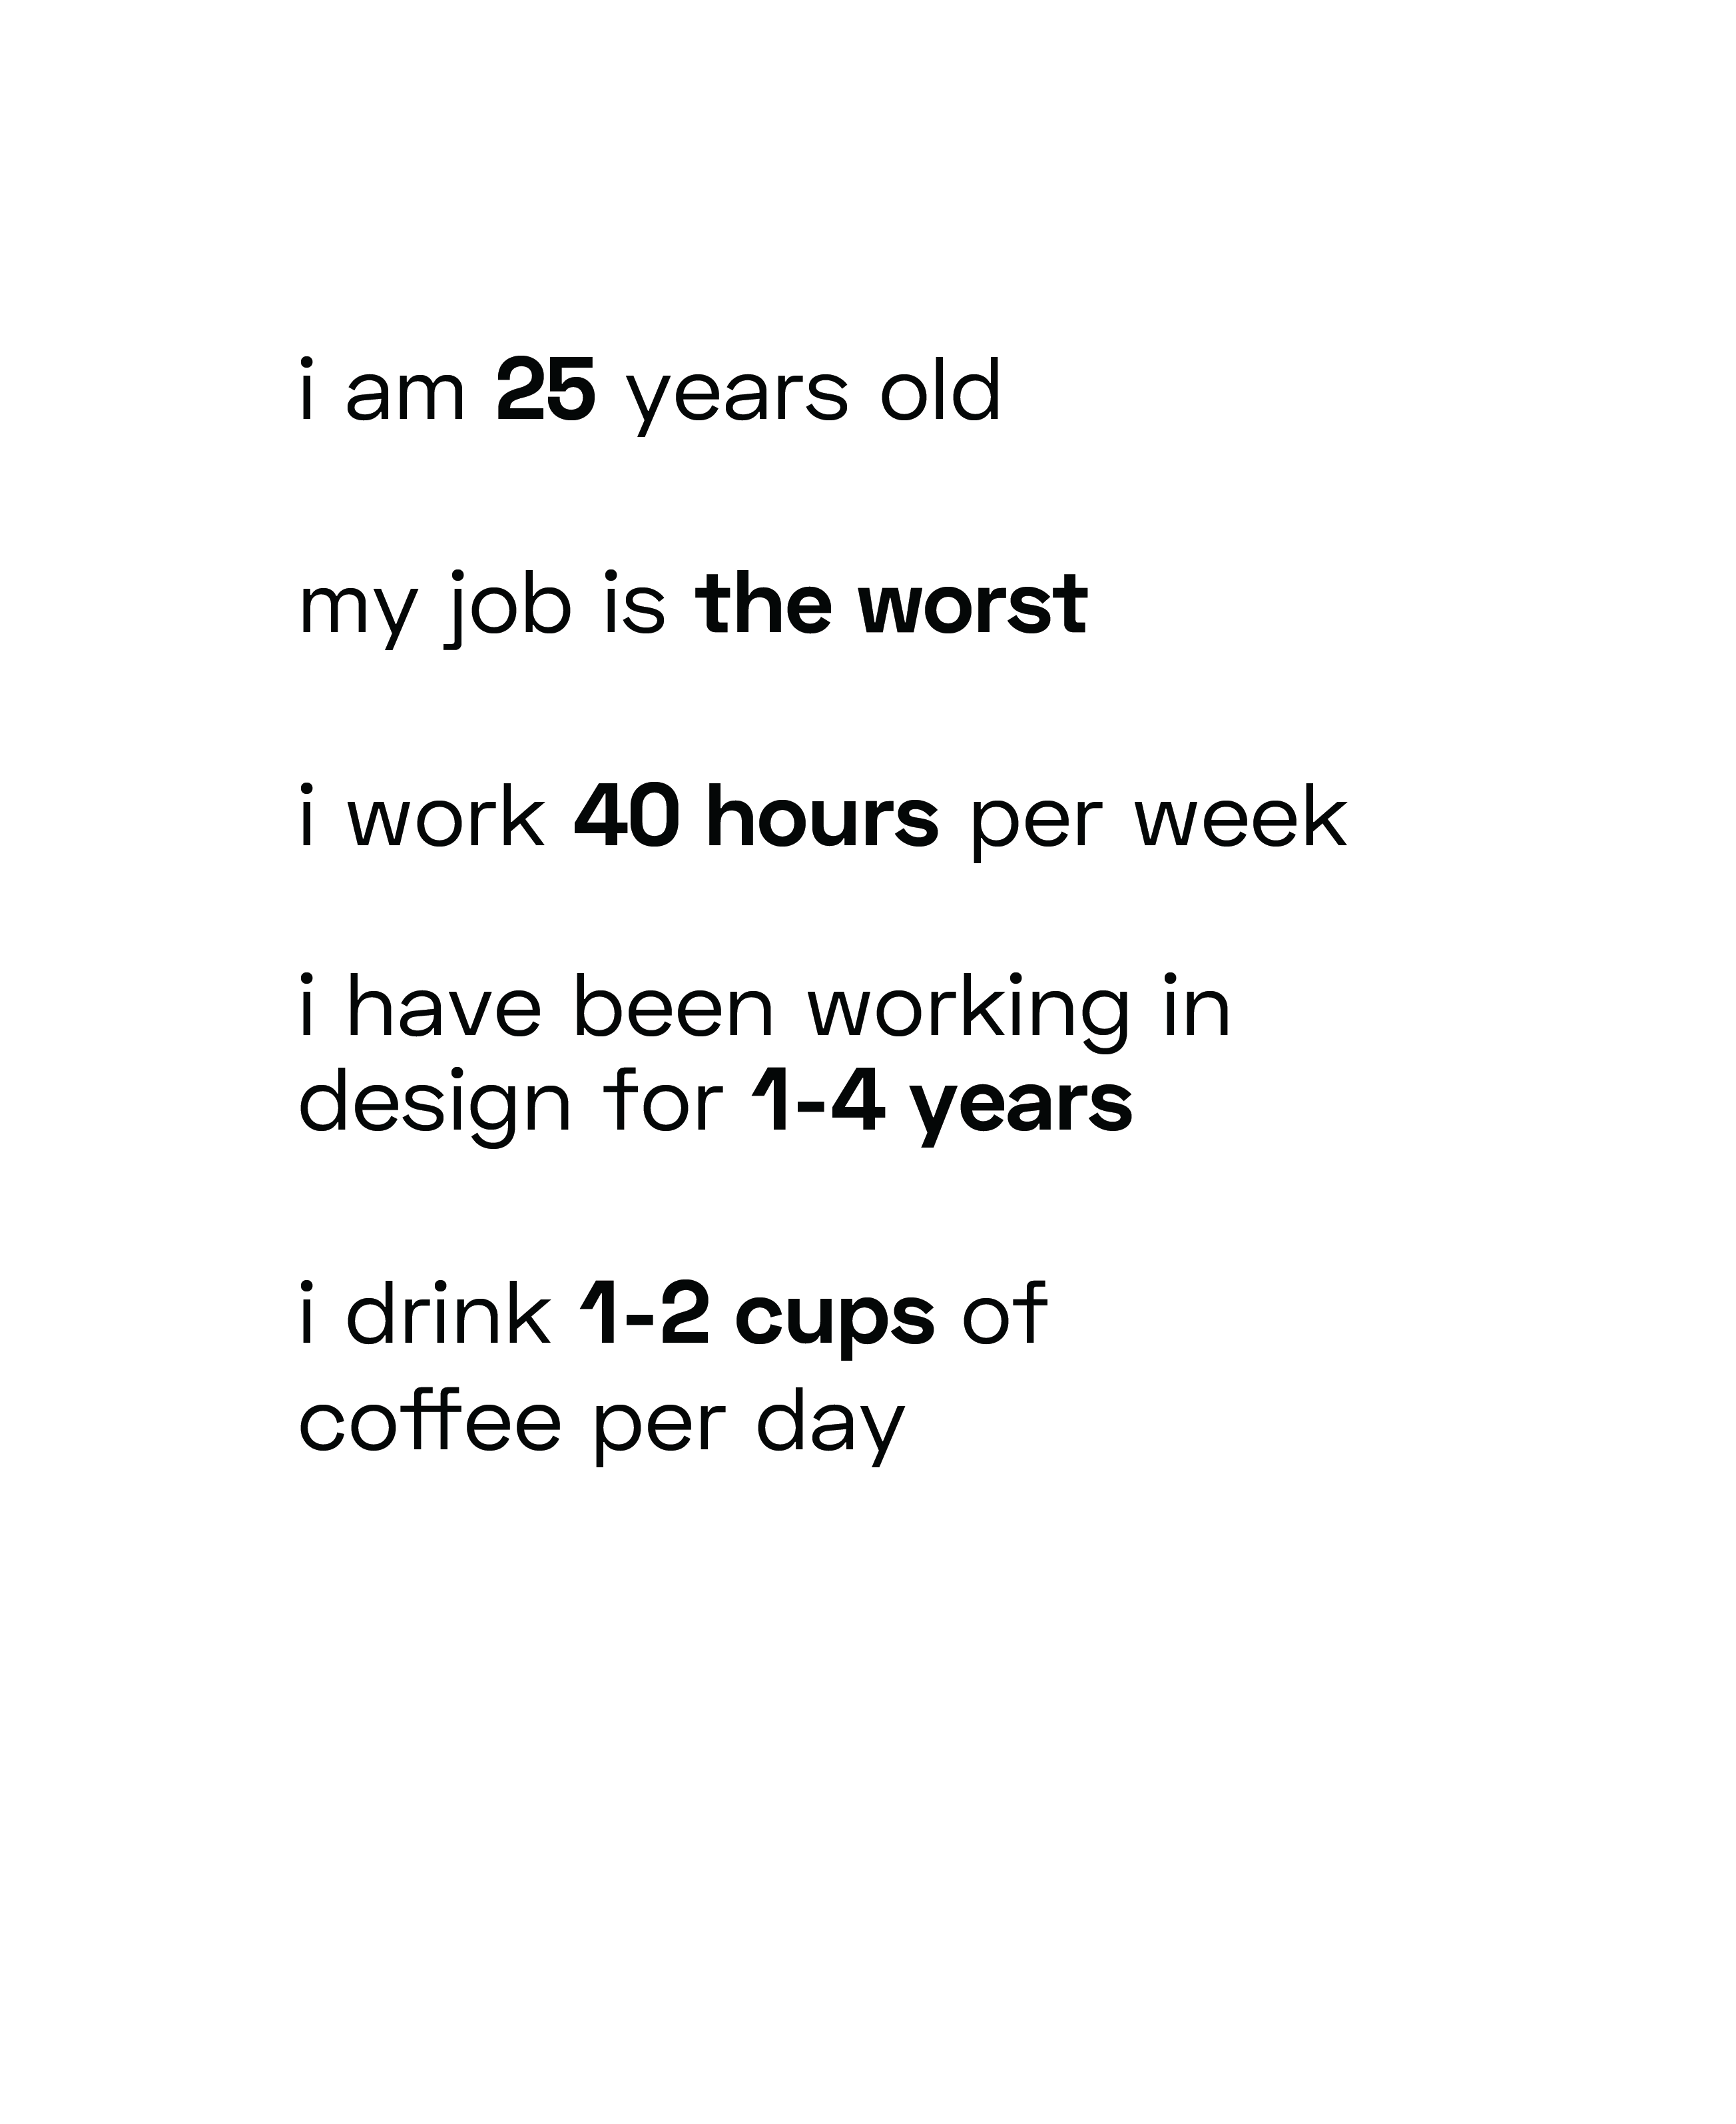 i am 25 years old
my job is the worst
i work 40 hours per week
i have been working in
design for 1-4 years
i drink 1-2 cups of
coffee per day